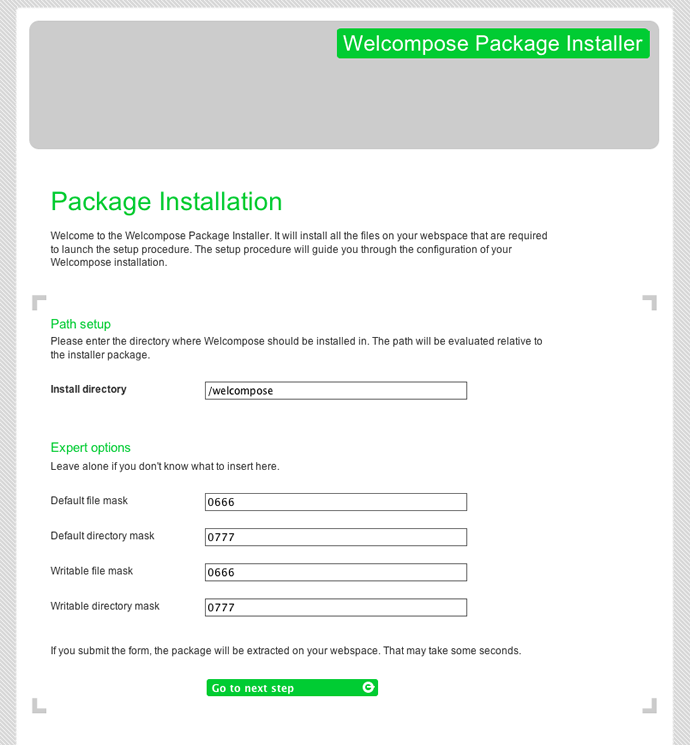 Welcompose Package Installer
Package Installation
Welcome to the Welcompose Package Installer. It will install all the files on your webspace that are required
to launch the setup procedure. The setup procedure will guide you through the configuration of your
Welcompose installation.
Path setup
Please enter the directory where Welcompose should be installed in. The path will be evaluated relative to
the installer package.
Install directory /welcompose
Expert options
Leave alone if you don't know what to insert here.
Default file mask 0666
Default directory mask 0777
Writable file mask 0666
Writable directory mask 0777
If you submit the form, the package will be extracted on your webspace. That may take some seconds.
Go to next step